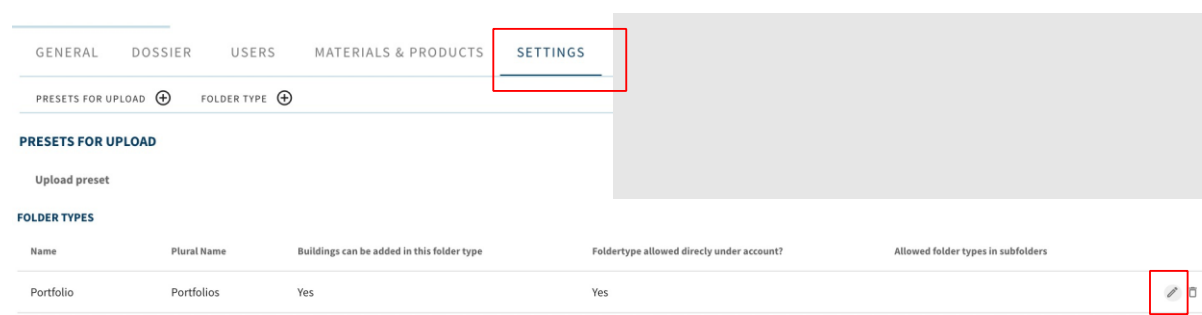 GENERAL DOSSIER USERS MATERIALS & PRODUCTS SETTINGS
PRESETS FOR UPLOAD FOLDER TYPE
PRESETS FOR UPLOAD
Upload preset
FOLDER TYPES
Name Plural Name Buildings can be added in this folder type Foldertype allowed direcly under account? Allowed folder types in subfolders
Portfolio Portfolios Yes Yes